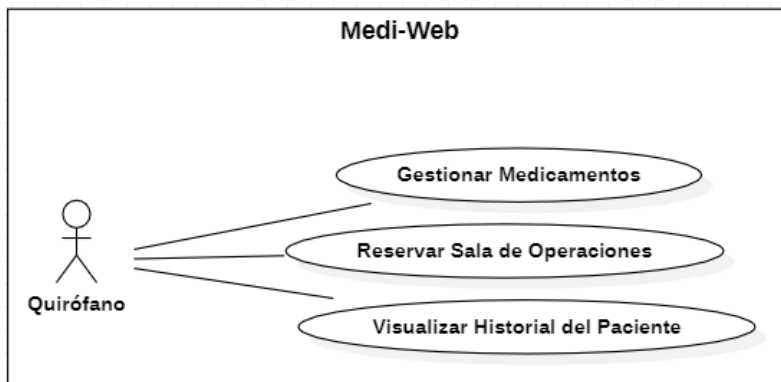 Medi-Web
Gestionar Medicamentos
Reservar Sala de Operaciones
Quirófano
Visualizar Historial del Paciente